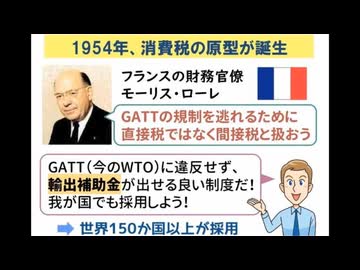 1954年、消費税の原型が誕生
フランスの財務官僚
モーリス・ローレ
GATTの規制を逃れるために
直接税ではなく間接税と扱おう
GATT(今のWTO)に違反せず、
輸出補助金が出せる良い制度だ!
我が国でも採用しよう!
➡ 世界150か国以上が採用